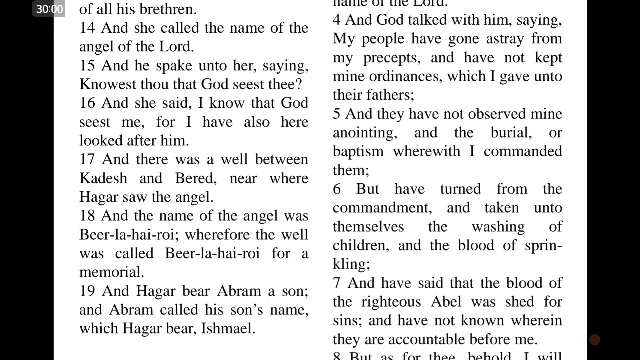 30:00
of all his brethren.
14 And she called the name of the
angel of the Lord.
15 And he spake unto her, saying,
Knowest thou that God seest thee?
16 And she said, I know that God
seest me, for I have also here
looked after him.
17 And there was a well between
Kadesh and Bered, near where
Hagar saw the angel.
18 And the name of the angel was
Beer-la-hai-roi; wherefore the well
was called Beer-la-hai-roi for a
memorial.
19 And Hagar bear Abram a son;
and Abram called his son's name,
which Hagar bear, Ishmael.
name of the Lord.
4 And God talked with him, saying,
My people have gone astray from
my precepts, and have not kept
mine ordinances, which I gave unto
their fathers;
5 And they have not observed mine
anointing, and the burial, or
baptism wherewith I commanded
them;
6 But have turned from the
commandment, and taken unto
themselves the washing of
children, and the blood of sprin-
kling;
7 And have said that the blood of
the righteous Abel was shed for
sins; and have not known wherein
they are accountable before me.
8 But as for thee, behold, I will